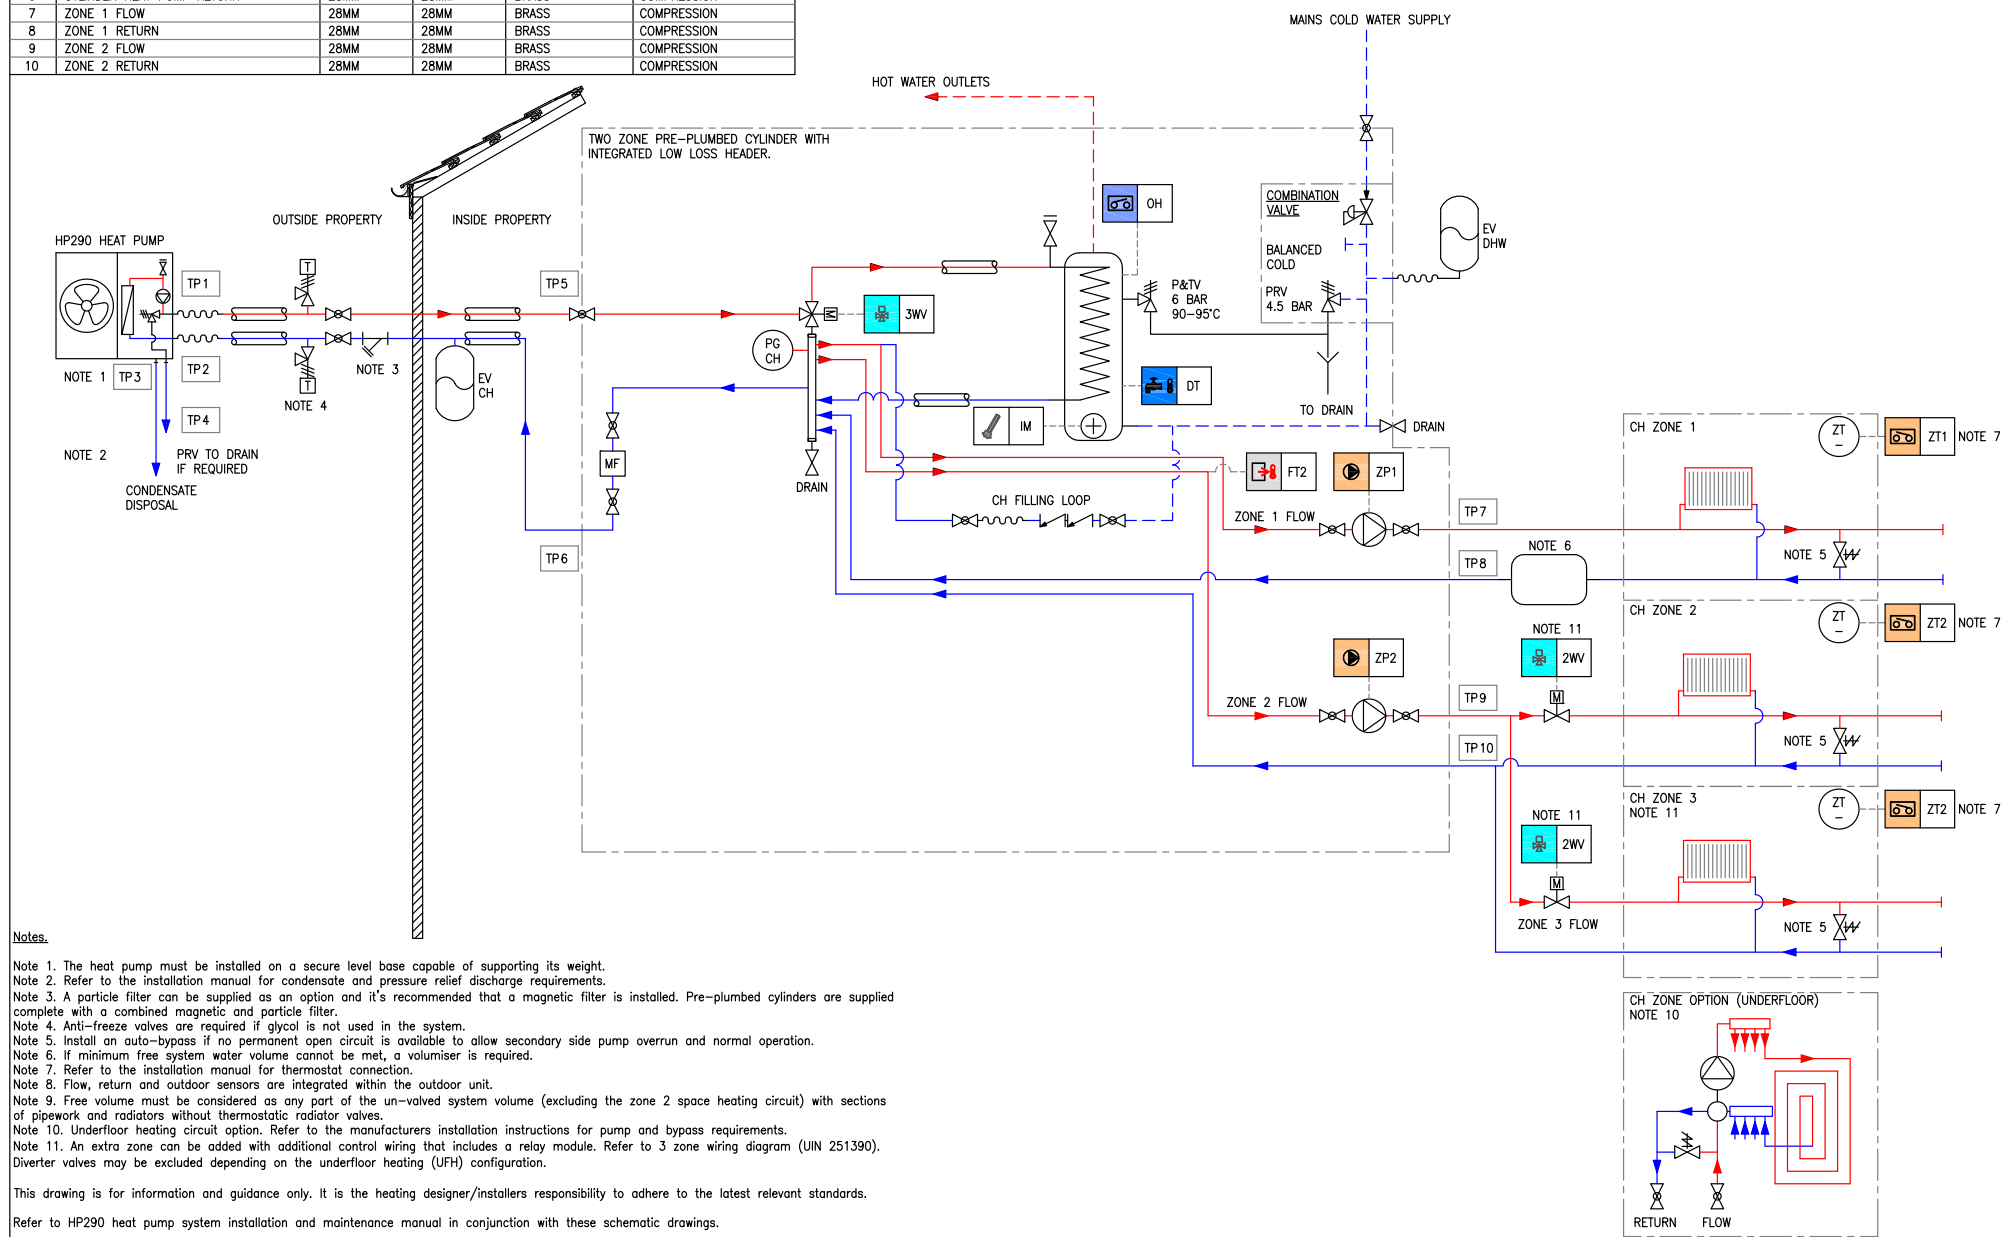 7 ZONE 1 FLOW 28MM 28MM BRASS COMPRESSION
8 ZONE 1 RETURN 28MM 28MM BRASS COMPRESSION
9 ZONE 2 FLOW 28MM 28MM BRASS COMPRESSION
10 ZONE 2 RETURN 28MM 28MM BRASS COMPRESSION
MAINS COLD WATER SUPPLY
HOT WATER OUTLETS
TWO ZONE PRE-PLUMBED CYLINDER WITH
INTEGRATED LOW LOSS HEADER.
OUTSIDE PROPERTY
INSIDE PROPERTY
HP290 HEAT PUMP
TP1
TP2
NOTE 1
TP3
TP4
NOTE 2
PRV TO DRAIN
IF REQUIRED
CONDENSATE
DISPOSAL
T
T
NOTE 4
NOTE 3
EV
CH
TP5
TP6
MF
M
3WV
PG
CH
DRAIN
OH
COMBINATION
VALVE
BALANCED
COLD
PRV
4.5 BAR
EV
DHW
P&TV
6 BAR
90-95°C
DT
IM
TO DRAIN
DRAIN
FT2
ZP1
CH FILLING LOOP
ZONE 1 FLOW
TP7
TP8
NOTE 6
CH ZONE 1
ZT
-
ZT1
NOTE 7
NOTE 5
CH ZONE 2
ZT
-
ZT2
NOTE 7
NOTE 11
2WV
M
ZP2
ZONE 2 FLOW
TP9
TP10
NOTE 5
CH ZONE 3
NOTE 11
ZT
-
ZT2
NOTE 7
NOTE 11
2WV
M
ZONE 3 FLOW
NOTE 5
CH ZONE OPTION (UNDERFLOOR)
NOTE 10
RETURN
FLOW
Notes.
Note 1. The heat pump must be installed on a secure level base capable of supporting its weight.
Note 2. Refer to the installation manual for condensate and pressure relief discharge requirements.
Note 3. A particle filter can be supplied as an option and it's recommended that a magnetic filter is installed. Pre-plumbed cylinders are supplied
complete with a combined magnetic and particle filter.
Note 4. Anti-freeze valves are required if glycol is not used in the system.
Note 5. Install an auto-bypass if no permanent open circuit is available to allow secondary side pump overrun and normal operation.
Note 6. If minimum free system water volume cannot be met, a volumiser is required.
Note 7. Refer to the installation manual for thermostat connection.
Note 8. Flow, return and outdoor sensors are integrated within the outdoor unit.
Note 9. Free volume must be considered as any part of the un-valved system volume (excluding the zone 2 space heating circuit) with sections
of pipework and radiators without thermostatic radiator valves.
Note 10. Underfloor heating circuit option. Refer to the manufacturers installation instructions for pump and bypass requirements.
Note 11. An extra zone can be added with additional control wiring that includes a relay module. Refer to 3 zone wiring diagram (UIN 251390).
Diverter valves may be excluded depending on the underfloor heating (UFH) configuration.
This drawing is for information and guidance only. It is the heating designer/installers responsibility to adhere to the latest relevant standards.
Refer to HP290 heat pump system installation and maintenance manual in conjunction with these schematic drawings.